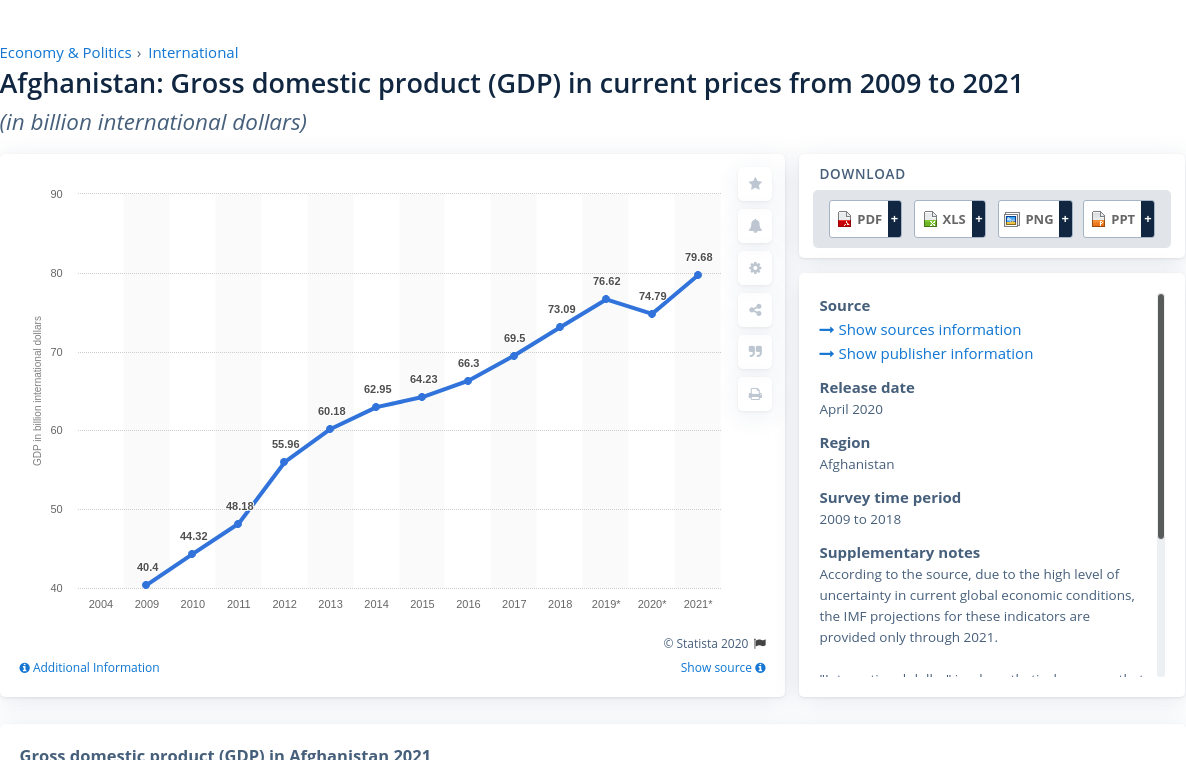 Economy & Politics › International
Afghanistan: Gross domestic product (GDP) in current prices from 2009 to 2021
(in billion international dollars)
GDP in billion international dollars
90
80
70
60
50
40
40.4
44.32
48.18
55.96
60.18
62.95
64.23
66.3
69.5
73.09
76.62
74.79
79.68
2004 2009 2010 2011 2012 2013 2014 2015 2016 2017 2018 2019* 2020* 2021*
© Statista 2020
Additional Information
Show source
DOWNLOAD
PDF + XLS + PNG + PPT +
Source
Show sources information
Show publisher information
Release date
April 2020
Region
Afghanistan
Survey time period
2009 to 2018
Supplementary notes
According to the source, due to the high level of
uncertainty in current global economic conditions,
the IMF projections for these indicators are
provided only through 2021.
Gross domestic product (GDP) in Afghanistan 2021